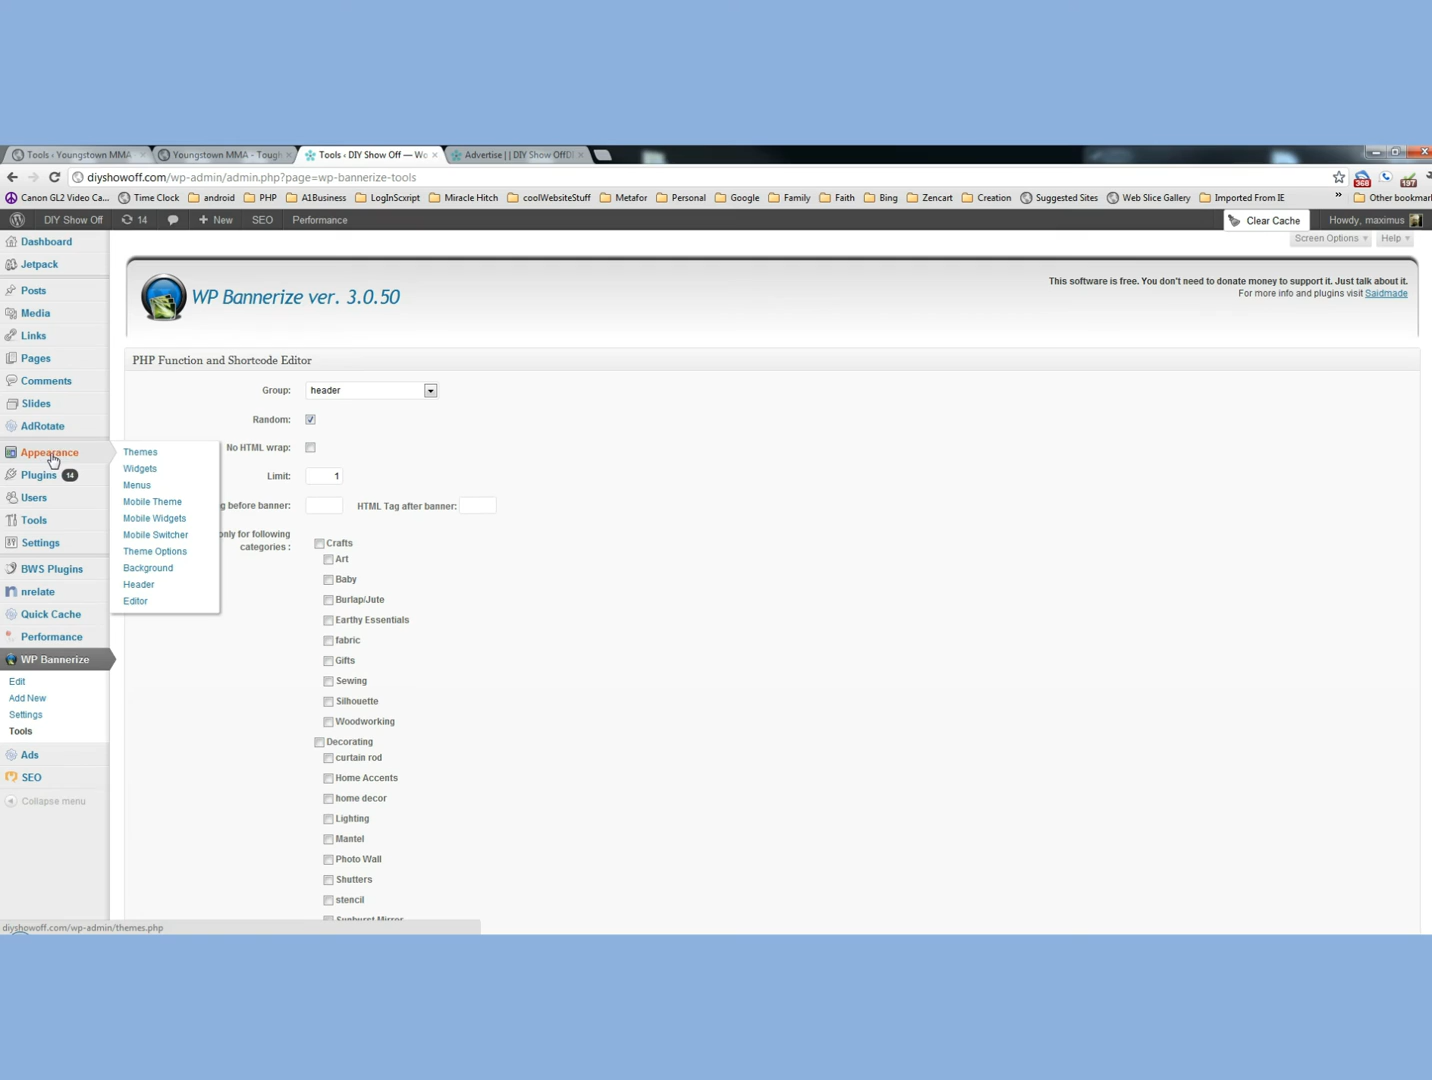 Tools ‹ Youngstown MMA
Youngstown MMA - Tough
Tools ‹ DIY Show Off — Wo
Advertise | | DIY Show OffDI
diyshowoff.com/wp-admin/admin.php?page=wp-bannerize-tools
368
197
Canon GL2 Video Ca...
Time Clock
android
PHP
A1Business
LogInScxript
Miracle Hitch
coolWebsiteStuff
Metafor
Personal
Google
Family
Faith
Bing
Zencart
Creation
Suggested Sites
Web Slice Gallery
Imported From IE
»
Other bookmar
DIY Show Off
14
+ New
SEO
Performance
Clear Cache
Howdy, maximus
Screen Options
Help
Dashboard
Jetpack
Posts
Media
Links
Pages
Comments
Slides
AdRotate
Appearance
Plugins 14
Users
Tools
Settings
BWS Plugins
nrelate
Quick Cache
Performance
WP Bannerize
Edit
Add New
Settings
Tools
Ads
SEO
Collapse menu
Themes
Widgets
Menus
Mobile Theme
Mobile Widgets
Mobile Switcher
Theme Options
Background
Header
Editor
WP Bannerize ver. 3.0.50
This software is free. You don't need to donate money to support it. Just talk about it.
For more info and plugins visit Saidmade
PHP Function and Shortcode Editor
Group: header
Random:
No HTML wrap:
Limit: 1
g before banner: HTML Tag after banner:
only for following
categories :
Crafts
Art
Baby
Burlap/Jute
Earthy Essentials
fabric
Gifts
Sewing
Silhouette
Woodworking
Decorating
curtain rod
Home Accents
home decor
Lighting
Mantel
Photo Wall
Shutters
stencil
Sunburst Mirror
diyshowoff.com/wp-admin/themes.php